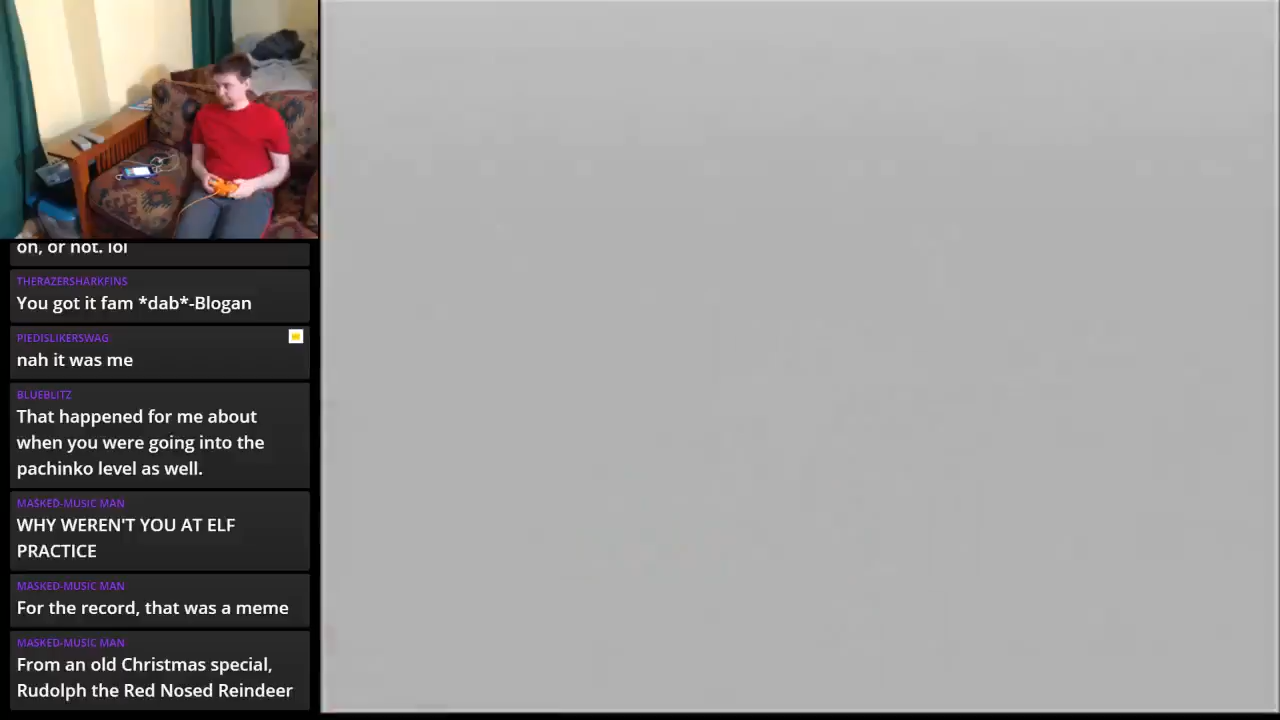 on, or not. lol
THERAZERSHARKFINS
You got it fam *dab*-Blogan
PIEDISLIKERSWAG
nah it was me
BLUEBLITZ
That happened for me about
when you were going into the
pachinko level as well.
MASKED-MUSIC MAN
WHY WEREN'T YOU AT ELF
PRACTICE
MASKED-MUSIC MAN
For the record, that was a meme
MASKED-MUSIC MAN
From an old Christmas special,
Rudolph the Red Nosed Reindeer